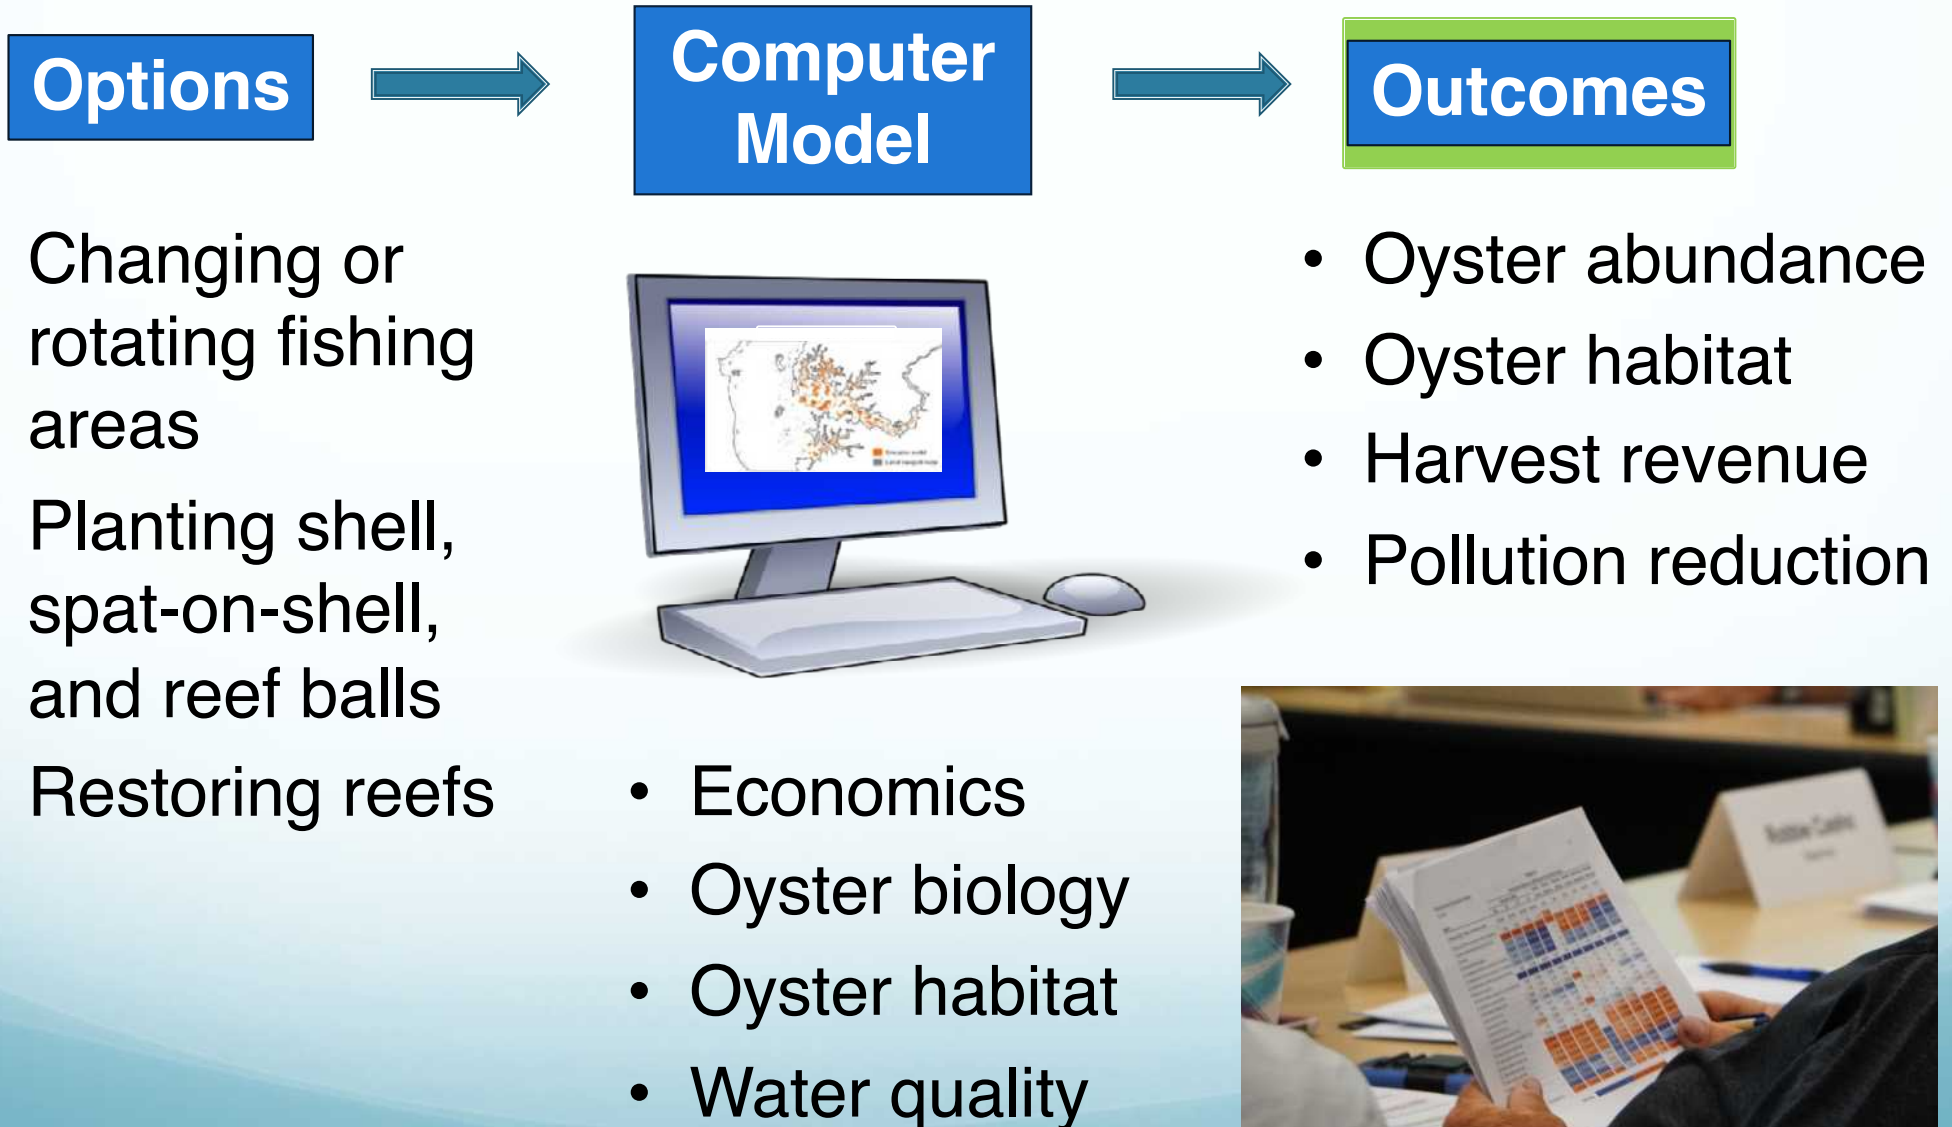 Options
Computer
Model
Outcomes
Changing or
rotating fishing
areas
Planting shell,
spat-on-shell,
and reef balls
Restoring reefs
• Economics
• Oyster biology
• Oyster habitat
• Water quality
• Oyster abundance
• Oyster habitat
• Harvest revenue
• Pollution reduction